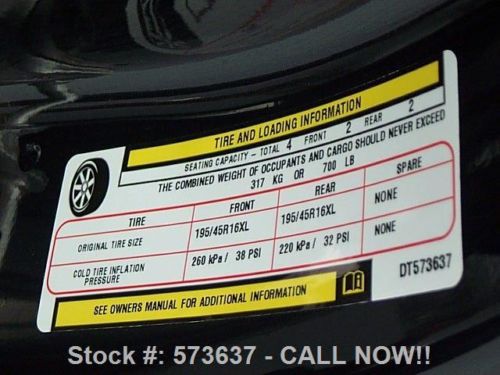 TIRE AND LOADING INFORMATION
SEATING CAPACITY - TOTAL 4 FRONT 2 REAR 2
THE COMBINED WEIGHT OF OCCUPANTS AND CARGO SHOULD NEVER EXCEED
317 KG OR 700 LB
TIRE FRONT REAR SPARE
ORIGINAL TIRE SIZE 195/45R16XL 195/45R16XL NONE
COLD TIRE INFLATION PRESSURE 260 kPa / 38 PSI 220 kPa / 32 PSI NONE
SEE OWNERS MANUAL FOR ADDITIONAL INFORMATION
DT573637
Stock #: 573637 - CALL NOW!!